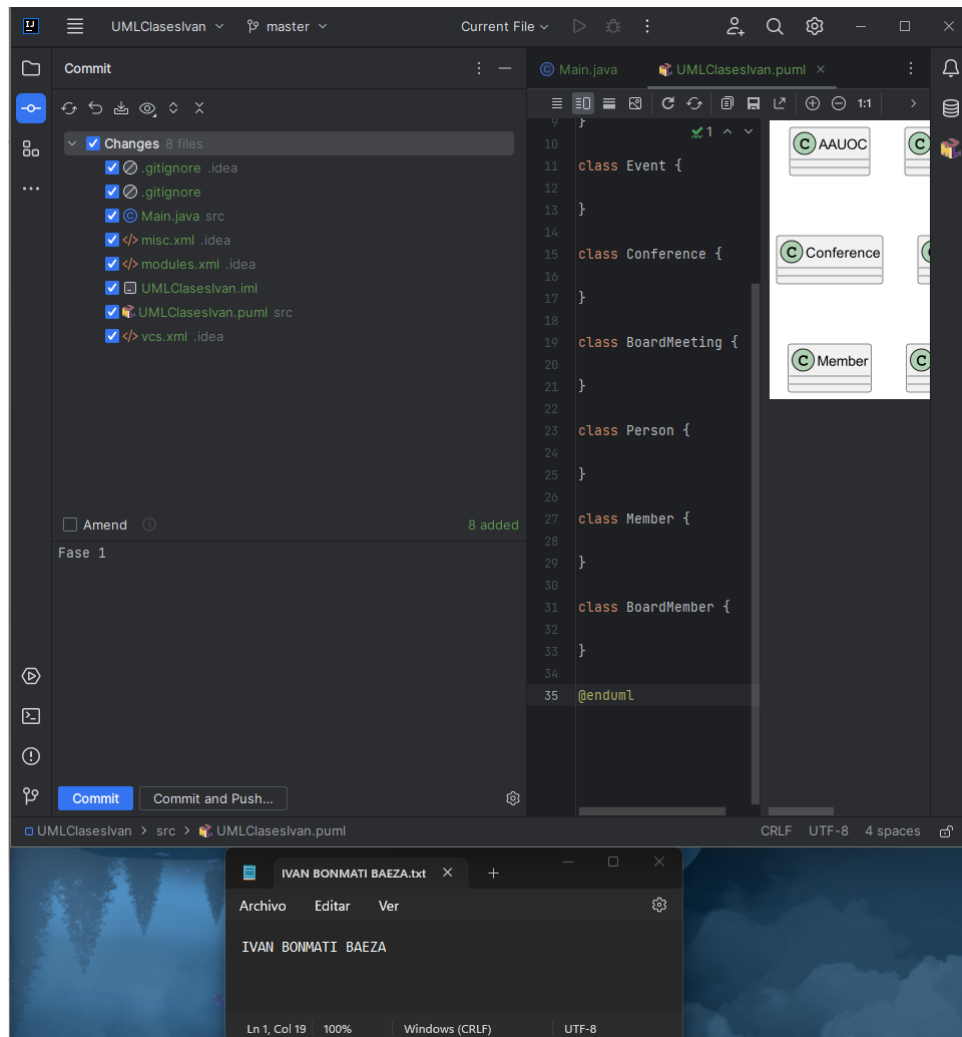 UMLClasesIvan master Current File
Commit
Main.java UMLClasesIvan.puml
1:1
Changes 8 files
.gitignore .idea
.gitignore
Main.java src
misc.xml .idea
modules.xml .idea
UMLClasesIvan.iml
UMLClasesIvan.puml src
vcs.xml .idea
Amend 8 added
Fase 1
Commit Commit and Push...
1
9 }
10
11 class Event {
12
13 }
14
15 class Conference {
16
17 }
18
19 class BoardMeeting {
20
21 }
22
23 class Person {
24
25 }
26
27 class Member {
28
29 }
30
31 class BoardMember {
32
33 }
34
35 @enduml
C AAUOC C
C Conference C
C Member C
UMLClasesIvan > src > UMLClasesIvan.puml CRLF UTF-8 4 spaces
IVAN BONMATI BAEZA.txt
Archivo Editar Ver
IVAN BONMATI BAEZA
Ln 1, Col 19 100% Windows (CRLF) UTF-8